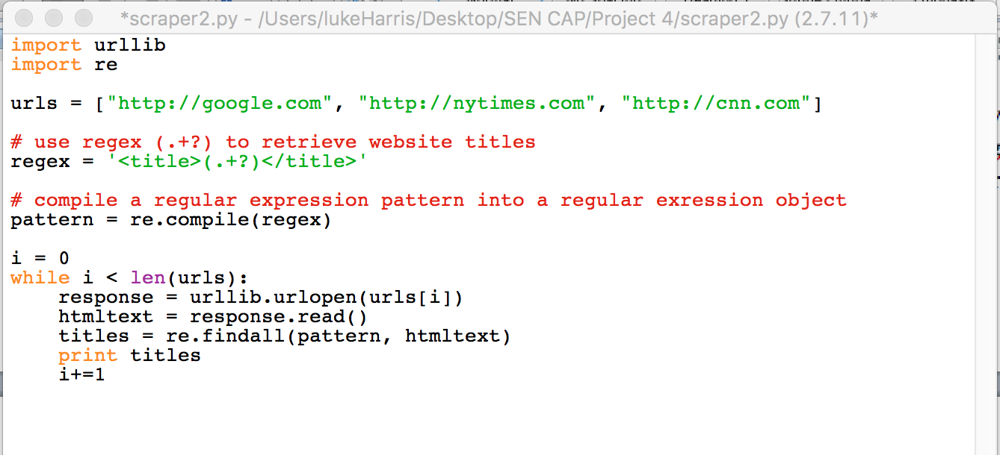 *scraper2.py - /Users/lukeHarris/Desktop/SEN CAP/Project 4/scraper2.py (2.7.11)*
import urllib
import re
urls = ["http://google.com", "http://nytimes.com", "http://cnn.com"]
# use regex (.+?) to retrieve website titles
regex = '<title>(.+?)</title>'
# compile a regular expression pattern into a regular exression object
pattern = re.compile(regex)
i = 0
while i < len(urls):
    response = urllib.urlopen(urls[i])
    htmltext = response.read()
    titles = re.findall(pattern, htmltext)
    print titles
    i+=1